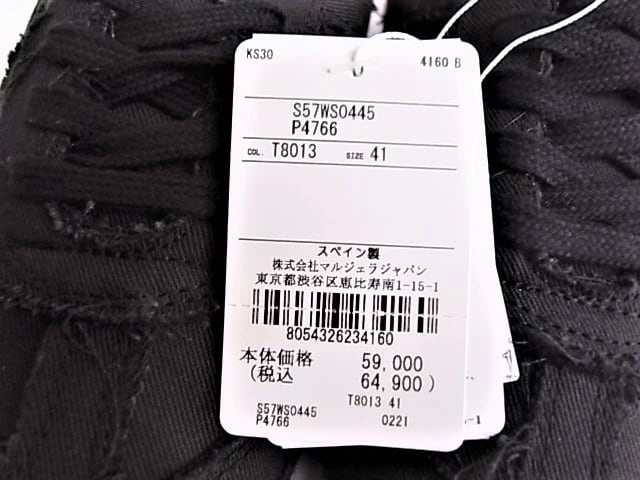 KS30 4160 B
S57WS0445
P4766
COL. T8013 SIZE 41
スペイン製
株式会社マルジェラジャパン
東京都渋谷区恵比寿南1-15-1
8054326234160
本体価格 59,000
(税込 64,900 )
T8013 41
S57WS0445
P4766 0221
-1